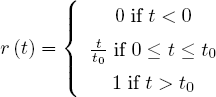 r(t) = { 0 if t < 0
t/t₀ if 0 ≤ t ≤ t₀
1 if t > t₀